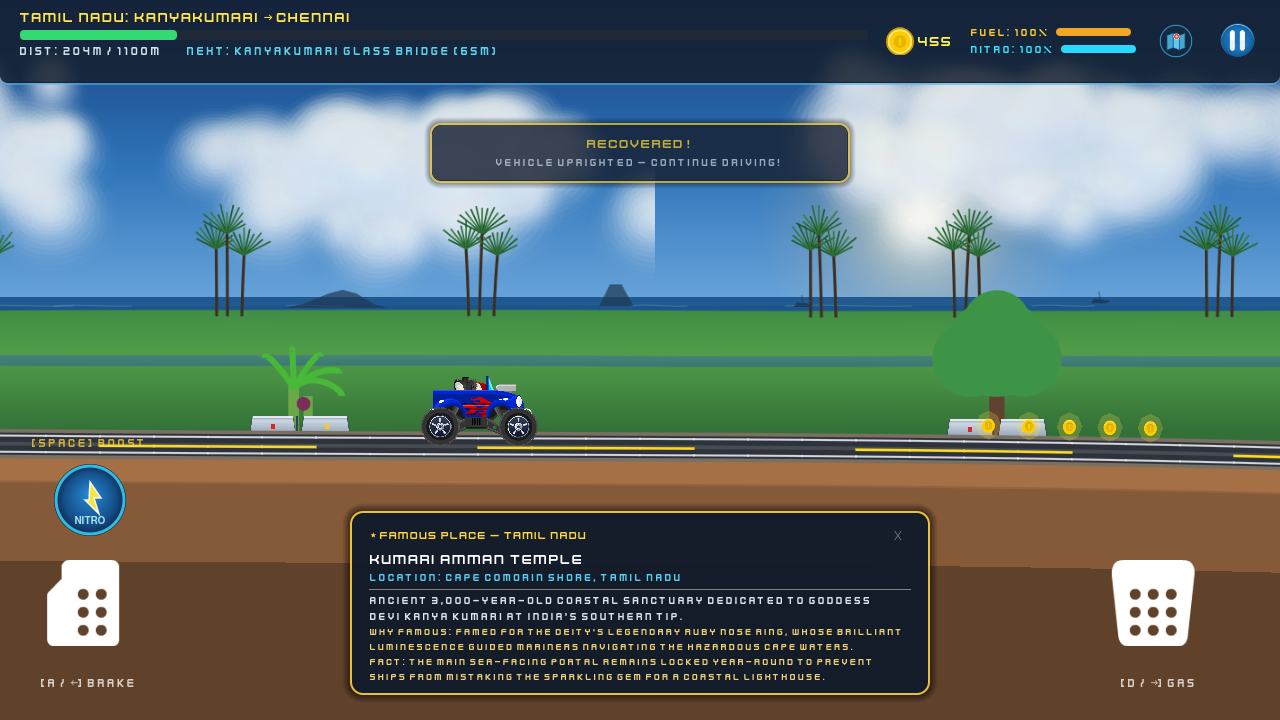 TAMIL NADU: KANYAKUMARI → CHENNAI
DIST: 204M / 1100M
NEXT: KANYAKUMARI GLASS BRIDGE (65M)
455
FUEL: 100%
NITRO: 100%
RECOVERED!
VEHICLE UPRIGHTED — CONTINUE DRIVING!
[SPACE] BOOST
NITRO
[A / ←] BRAKE
★ FAMOUS PLACE — TAMIL NADU
X
KUMARI AMMAN TEMPLE
LOCATION: CAPE COMORIN SHORE, TAMIL NADU
ANCIENT 3,000-YEAR-OLD COASTAL SANCTUARY DEDICATED TO GODDESS
DEVI KANYA KUMARI AT INDIA'S SOUTHERN TIP.
WHY FAMOUS: FAMED FOR THE DEITY'S LEGENDARY RUBY NOSE RING, WHOSE BRILLIANT
LUMINESCENCE GUIDED MARINERS NAVIGATING THE HAZARDOUS CAPE WATERS.
FACT: THE MAIN SEA-FACING PORTAL REMAINS LOCKED YEAR-ROUND TO PREVENT
SHIPS FROM MISTAKING THE SPARKLING GEM FOR A COASTAL LIGHTHOUSE.
[D / →] GAS